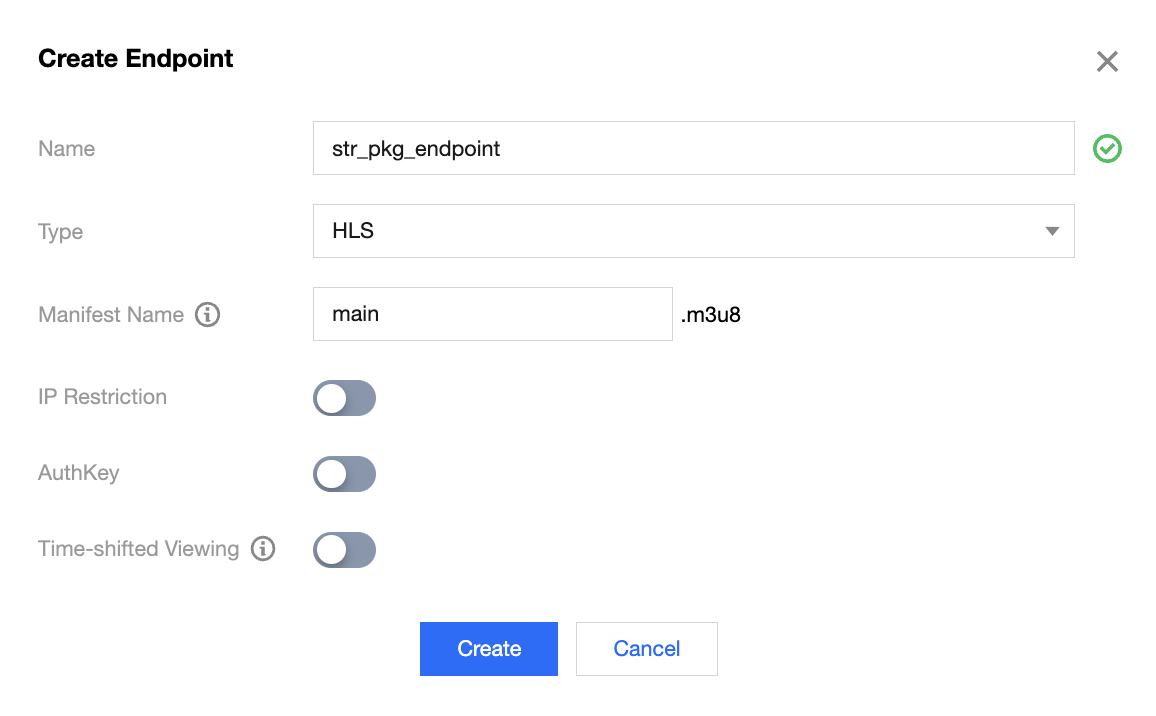 Create Endpoint
Name
str_pkg_endpoint
Type
HLS
Manifest Name
main .m3u8
IP Restriction
AuthKey
Time-shifted Viewing
Create
Cancel